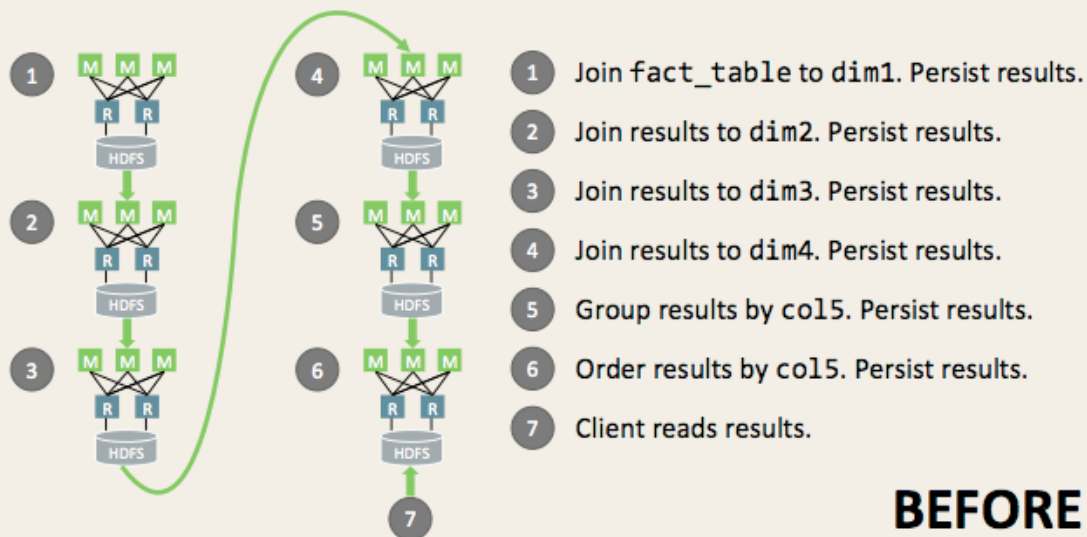 1
M M M
R R
HDFS
2
M M M
R R
HDFS
3
M M M
R R
HDFS
4
M M M
R R
HDFS
5
M M M
R R
HDFS
6
M M M
R R
HDFS
7
1 Join fact_table to dim1. Persist results.
2 Join results to dim2. Persist results.
3 Join results to dim3. Persist results.
4 Join results to dim4. Persist results.
5 Group results by col5. Persist results.
6 Order results by col5. Persist results.
7 Client reads results.
BEFORE